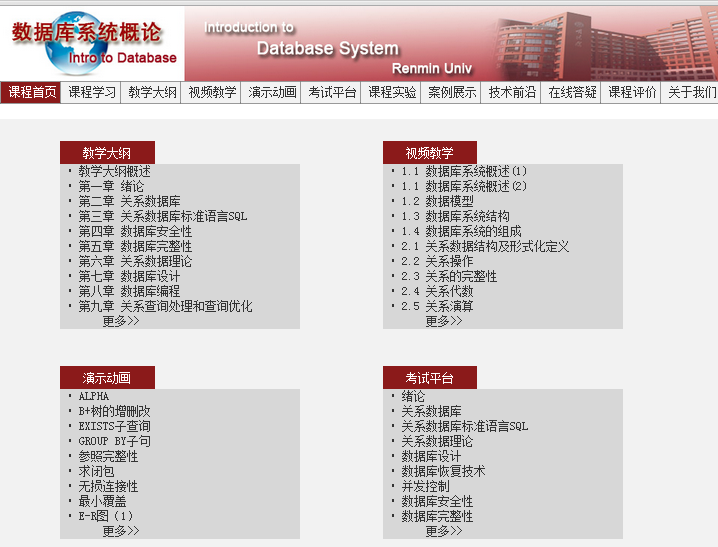 数据库系统概论
Intro to Database
Introduction to
Database System
Renmin Univ
课程首页 课程学习 教学大纲 视频教学 演示动画 考试平台 课程实验 案例展示 技术前沿 在线答疑 课程评价 关于我们
教学大纲
· 教学大纲概述
· 第一章 绪论
· 第二章 关系数据库
· 第三章 关系数据库标准语言SQL
· 第四章 数据库安全性
· 第五章 数据库完整性
· 第六章 关系数据理论
· 第七章 数据库设计
· 第八章 数据库编程
· 第九章 关系查询处理和查询优化
更多>>
视频教学
· 1.1 数据库系统概述(1)
· 1.1 数据库系统概述(2)
· 1.2 数据模型
· 1.3 数据库系统结构
· 1.4 数据库系统的组成
· 2.1 关系数据结构及形式化定义
· 2.2 关系操作
· 2.3 关系的完整性
· 2.4 关系代数
· 2.5 关系演算
更多>>
演示动画
· ALPHA
· B+树的增删改
· EXISTS子查询
· GROUP BY子句
· 参照完整性
· 求闭包
· 无损连接性
· 最小覆盖
· E-R图（1）
更多>>
考试平台
· 绪论
· 关系数据库
· 关系数据库标准语言SQL
· 关系数据理论
· 数据库设计
· 数据库恢复技术
· 并发控制
· 数据库安全性
· 数据库完整性
更多>>